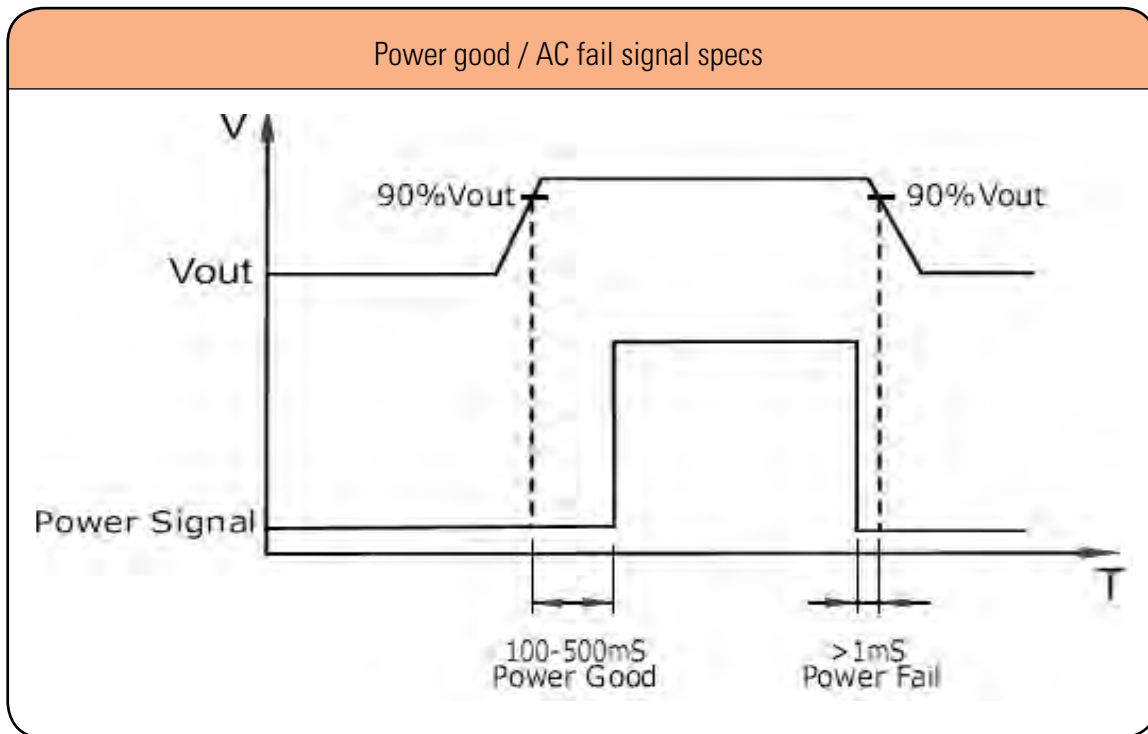 Power good / AC fail signal specs
V
90%Vout
90%Vout
Vout
Power Signal
T
100-500mS
Power Good
>1mS
Power Fail